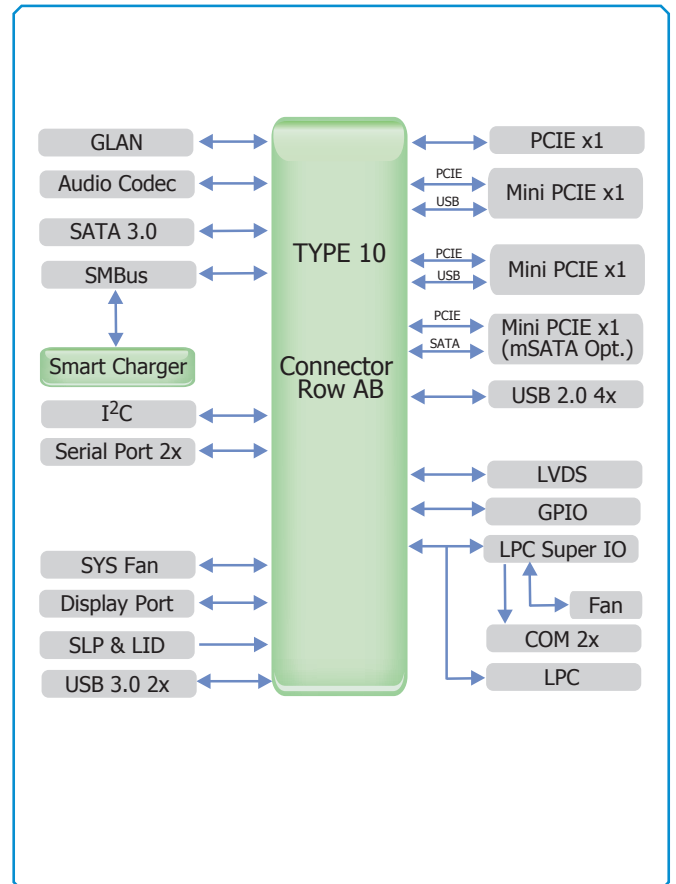 GLAN
Audio Codec
SATA 3.0
SMBus
Smart Charger
I²C
Serial Port 2x
SYS Fan
Display Port
SLP & LID
USB 3.0 2x
TYPE 10
Connector
Row AB
PCIE x1
PCIE
USB
Mini PCIE x1
PCIE
USB
Mini PCIE x1
PCIE
SATA
Mini PCIE x1
(mSATA Opt.)
USB 2.0 4x
LVDS
GPIO
LPC Super IO
Fan
COM 2x
LPC